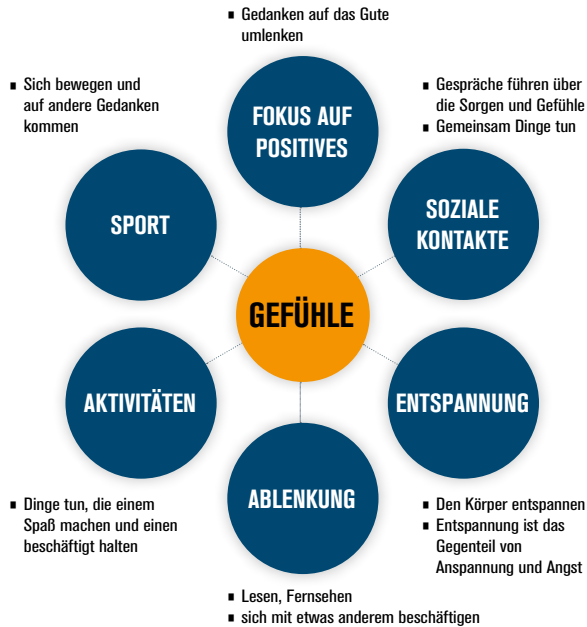 ▪ Gedanken auf das Gute
umlenken
▪ Sich bewegen und
auf andere Gedanken
kommen
▪ Gespräche führen über
die Sorgen und Gefühle
▪ Gemeinsam Dinge tun
FOKUS AUF
POSITIVES
SPORT
SOZIALE
KONTAKTE
GEFÜHLE
AKTIVITÄTEN
ENTSPANNUNG
ABLENKUNG
▪ Dinge tun, die einem
Spaß machen und einen
beschäftigt halten
▪ Den Körper entspannen
▪ Entspannung ist das
Gegenteil von
Anspannung und Angst
▪ Lesen, Fernsehen
▪ sich mit etwas anderem beschäftigen